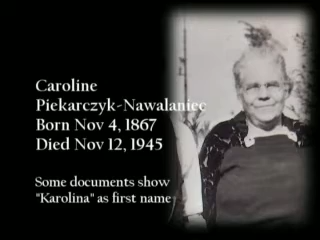 Caroline
Piekarczyk-Nawalaniec
Born Nov 4, 1867
Died Nov 12, 1945
Some documents show
"Karolina" as first name